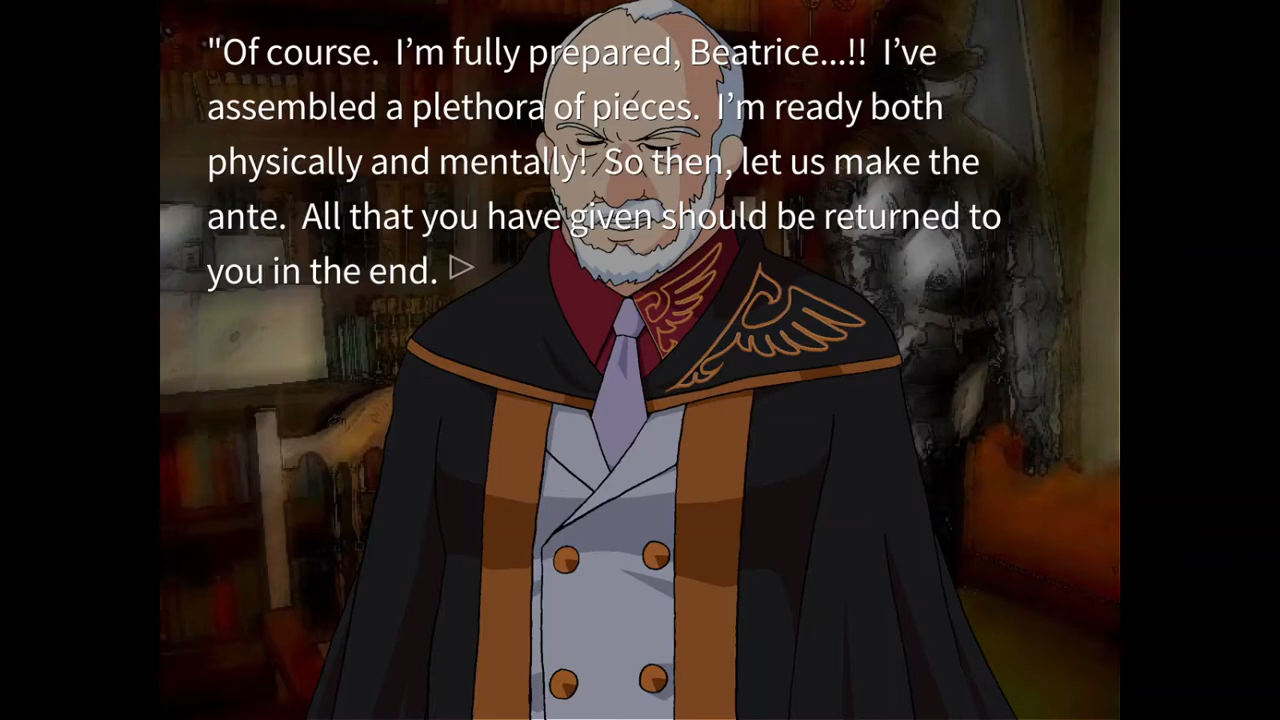 "Of course.  I’m fully prepared, Beatrice...!!  I’ve
assembled a plethora of pieces.  I’m ready both
physically and mentally!  So then, let us make the
ante.  All that you have given should be returned to
you in the end.